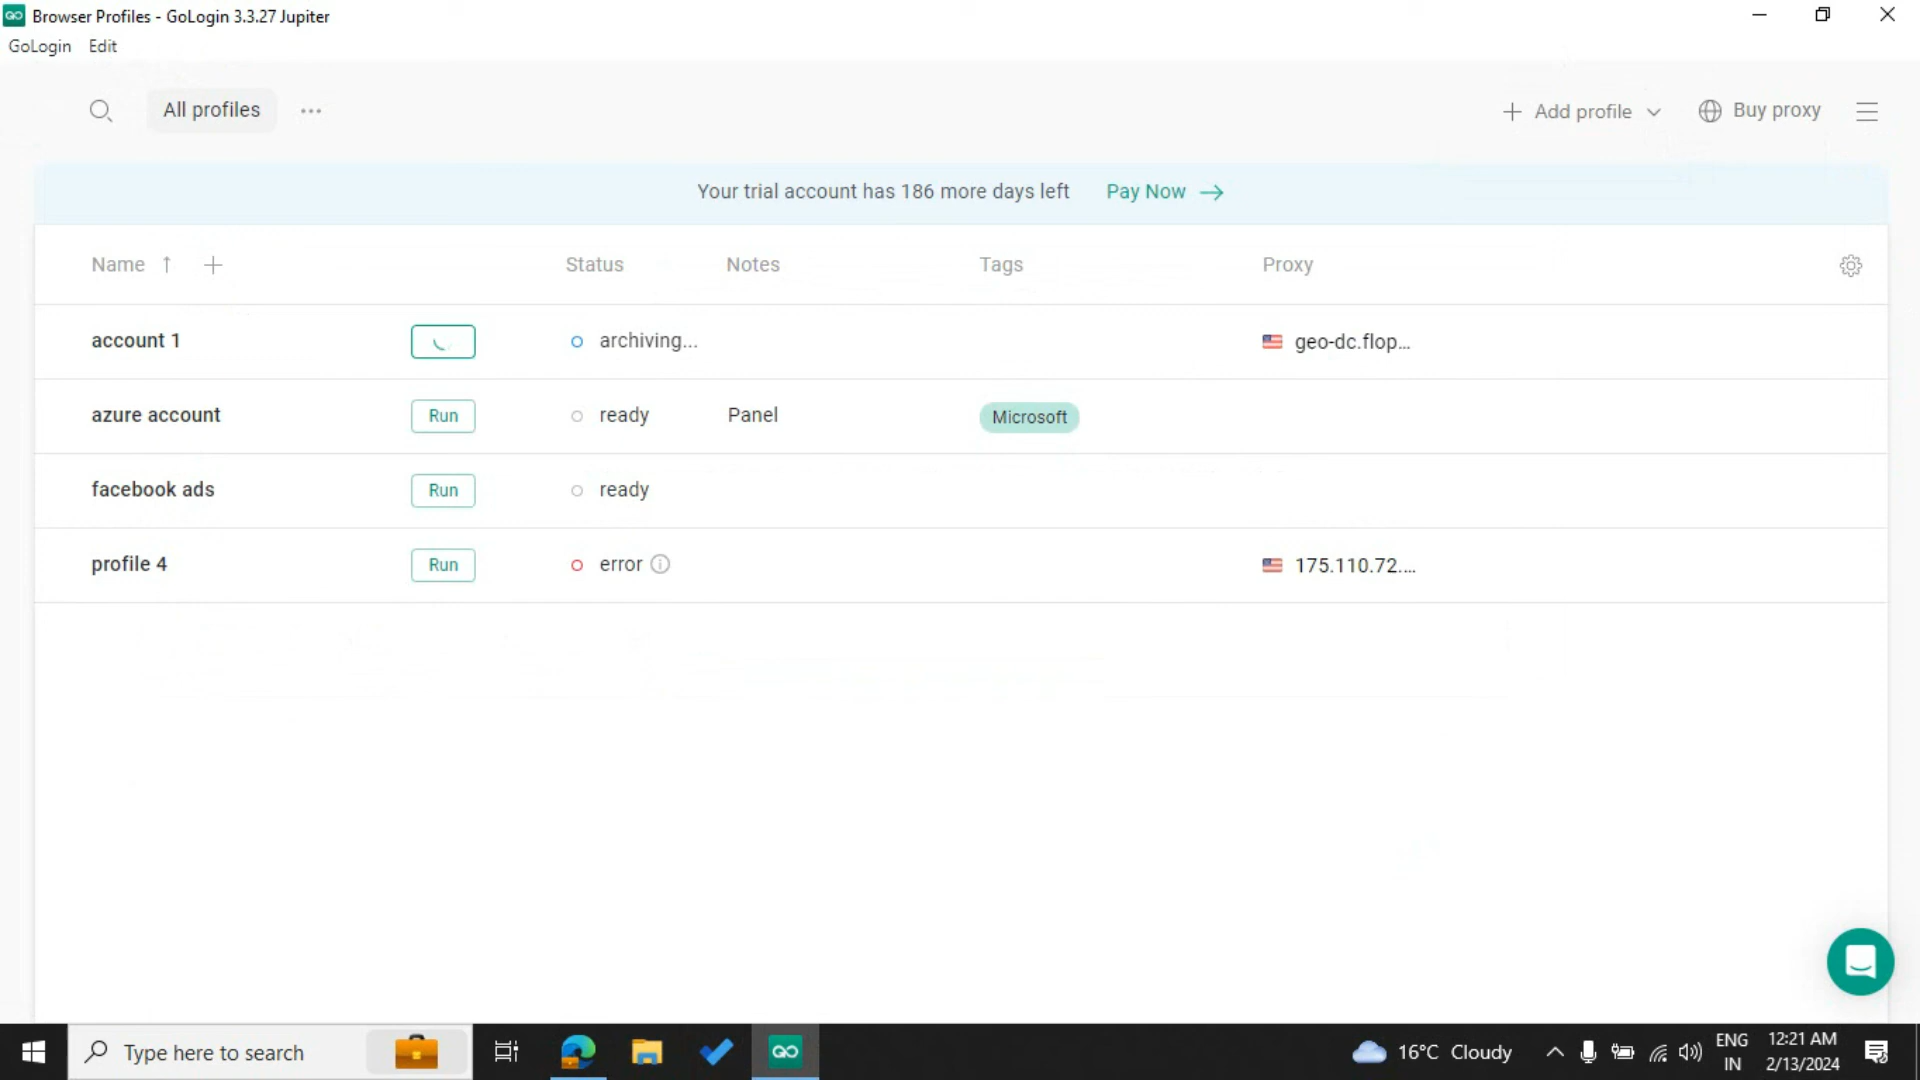 Browser Profiles - GoLogin 3.3.27 Jupiter
GoLogin Edit
All profiles ... Add profile Buy proxy
Your trial account has 186 more days left Pay Now →
Name ↑ + Status Notes Tags Proxy
account 1 archiving... geo-dc.flop...
azure account Run ready Panel Microsoft
facebook ads Run ready
profile 4 Run error 175.110.72....
Type here to search 16°C Cloudy ENG 12:21 AM
IN 2/13/2024